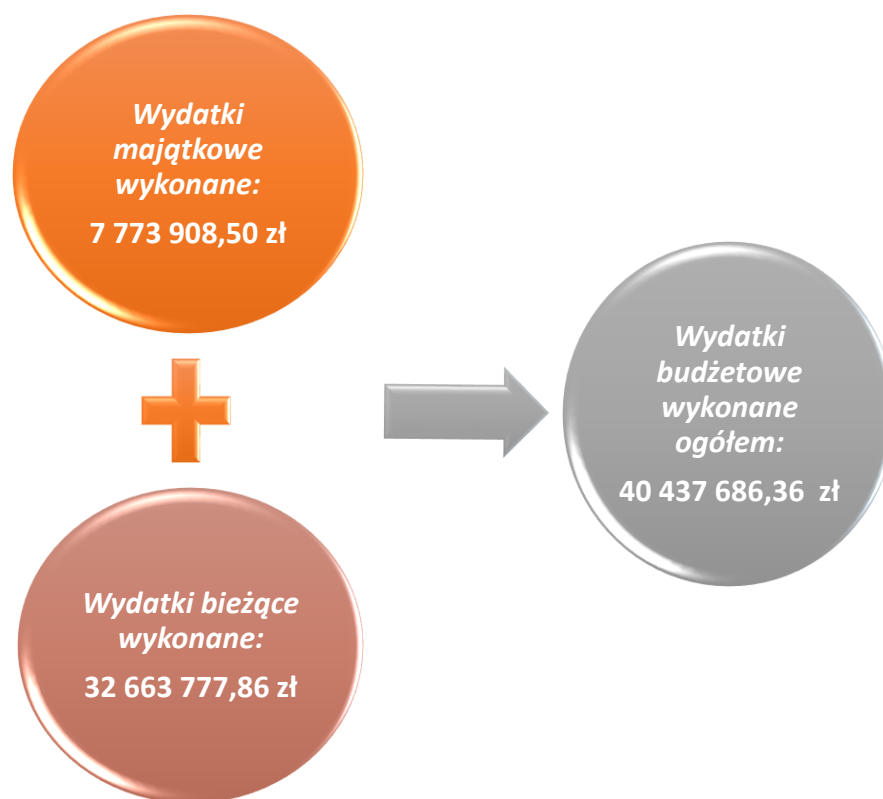 Wydatki
majątkowe
wykonane:
7 773 908,50 zł
Wydatki bieżące
wykonane:
32 663 777,86 zł
Wydatki
budżetowe
wykonane
ogółem:
40 437 686,36 zł